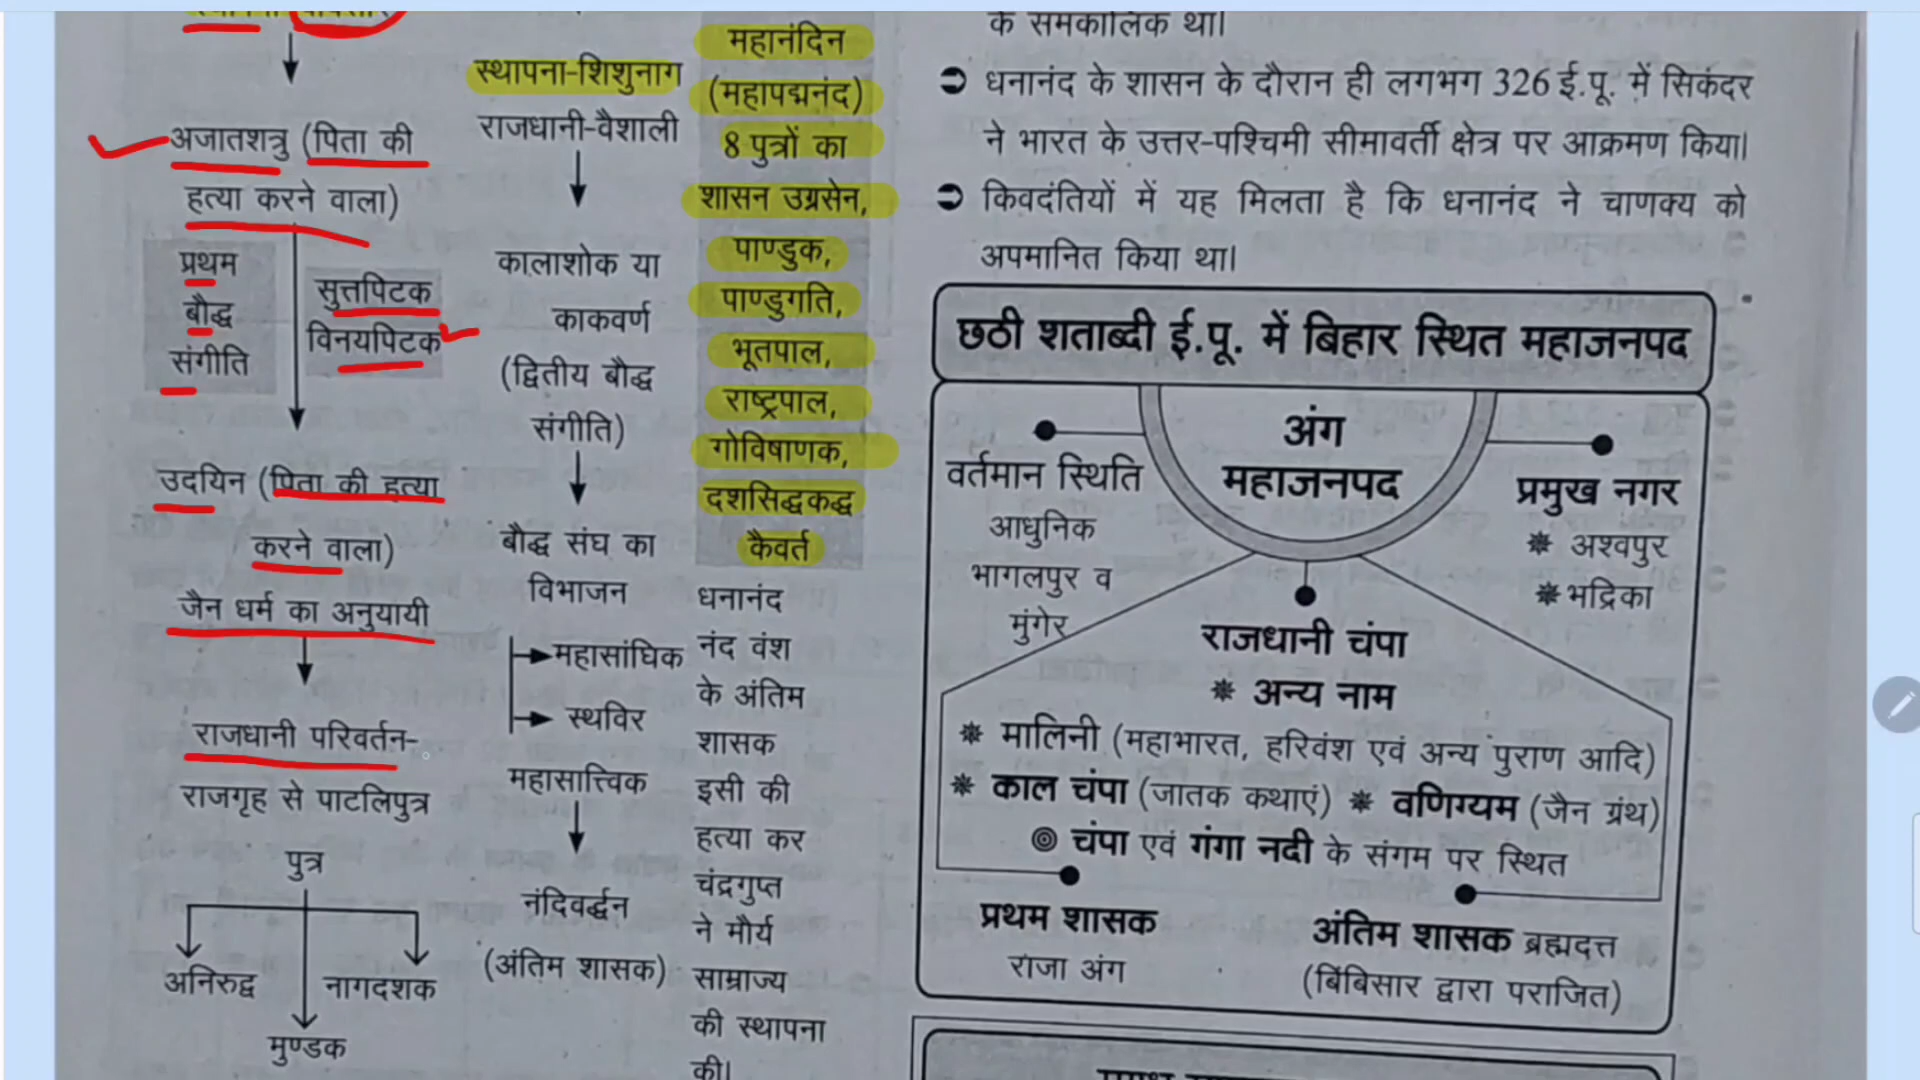 अजातशत्रु (पिता की
हत्या करने वाला)
प्रथम
बौद्ध
संगीति
सुत्तपिटक
विनयपिटक
उदयिन (पिता की हत्या
करने वाला)
जैन धर्म का अनुयायी
राजधानी परिवर्तन-
राजगृह से पाटलिपुत्र
पुत्र
अनिरुद्व
नागदशक
मुण्डक
स्थापना-शिशुनाग
राजधानी-वैशाली
कालाशोक या
काकवर्ण
(द्वितीय बौद्ध
संगीति)
बौद्ध संघ का
विभाजन
महासांघिक
स्थविर
महासात्त्विक
नंदिवर्द्धन
(अंतिम शासक)
महानंदिन
(महापद्मनंद)
8 पुत्रों का
शासन उग्रसेन,
पाण्डुक,
पाण्डुगति,
भूतपाल,
राष्ट्रपाल,
गोविषाणक,
दशसिद्धकद्ध
कैवर्त
धनानंद
नंद वंश
के अंतिम
शासक
इसी की
हत्या कर
चंद्रगुप्त
ने मौर्य
साम्राज्य
की स्थापना
की।
के समकालिक था।
धनानंद के शासन के दौरान ही लगभग 326 ई.पू. में सिकंदर
ने भारत के उत्तर-पश्चिमी सीमावर्ती क्षेत्र पर आक्रमण किया।
किवदंतियों में यह मिलता है कि धनानंद ने चाणक्य को
अपमानित किया था।
छठी शताब्दी ई.पू. में बिहार स्थित महाजनपद
अंग
महाजनपद
वर्तमान स्थिति
आधुनिक
भागलपुर व
मुंगेर
प्रमुख नगर
✵ अश्वपुर
✵ भद्रिका
राजधानी चंपा
✵ अन्य नाम
✵ मालिनी (महाभारत, हरिवंश एवं अन्य पुराण आदि)
✵ काल चंपा (जातक कथाएं) ✵ वणिग्यम (जैन ग्रंथ)
चंपा एवं गंगा नदी के संगम पर स्थित
प्रथम शासक
राजा अंग
अंतिम शासक ब्रह्मदत्त
(बिंबिसार द्वारा पराजित)